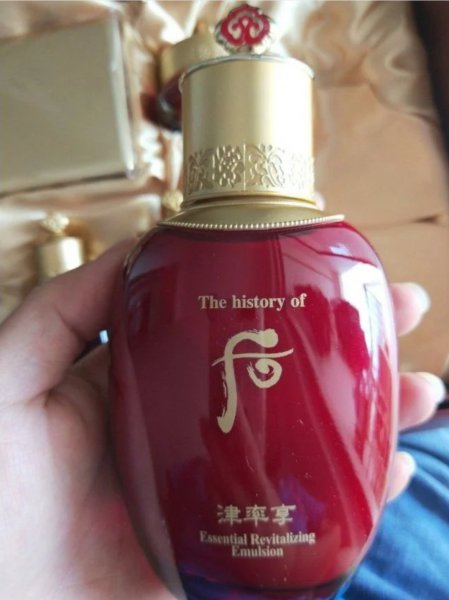 The history of
后
津率享
Essential Revitalizing
Emulsion